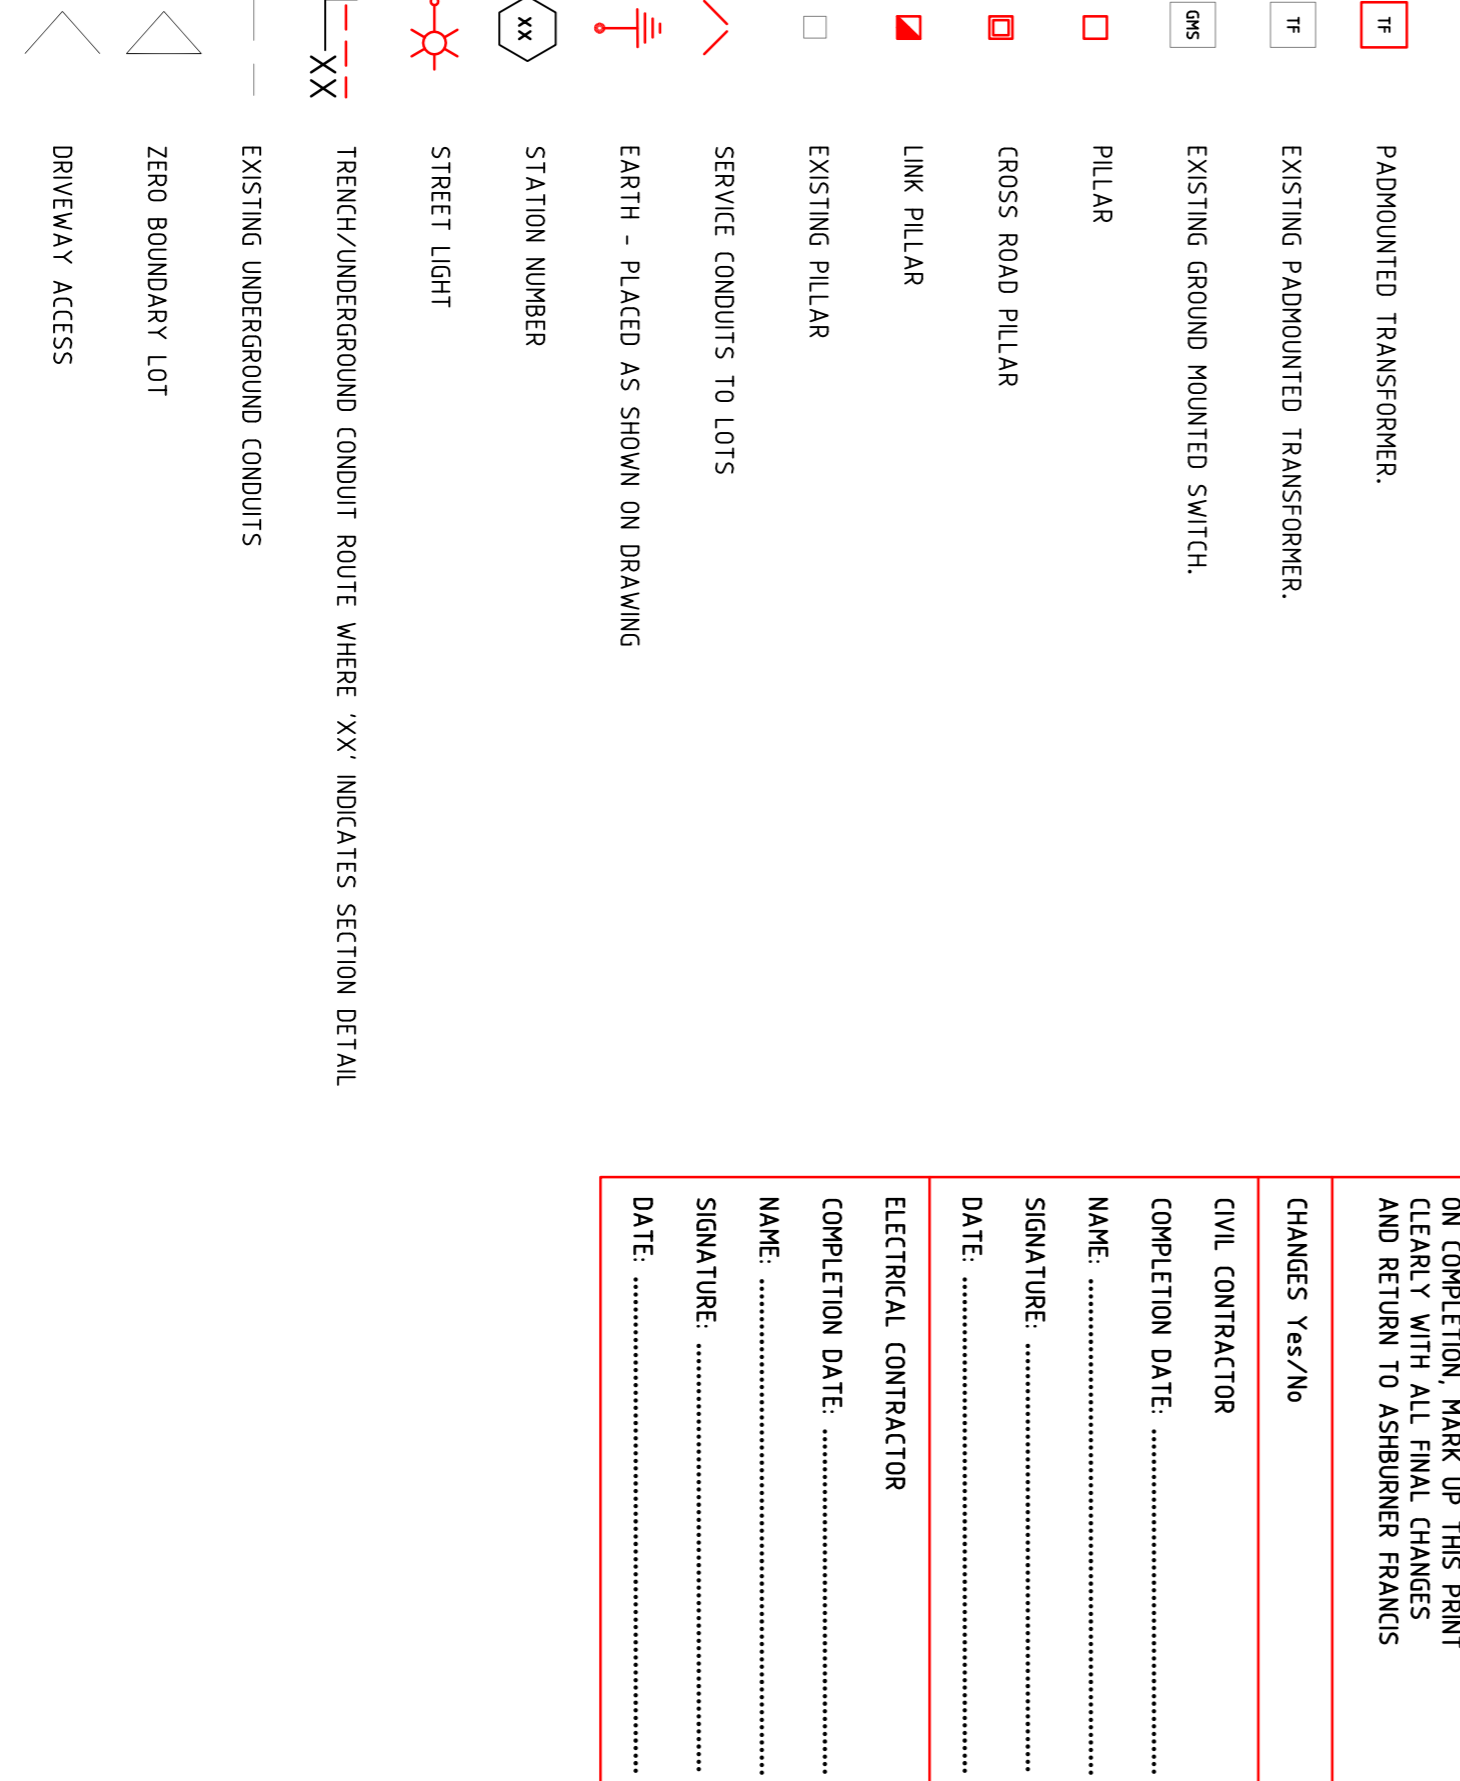 TF PADMOUNTED TRANSFORMER.
TF EXISTING PADMOUNTED TRANSFORMER.
GMS EXISTING GROUND MOUNTED SWITCH.
PILLAR
CROSS ROAD PILLAR
LINK PILLAR
EXISTING PILLAR
SERVICE CONDUITS TO LOTS
EARTH - PLACED AS SHOWN ON DRAWING
XX STATION NUMBER
STREET LIGHT
XX TRENCH/UNDERGROUND CONDUIT ROUTE WHERE 'XX' INDICATES SECTION DETAIL
EXISTING UNDERGROUND CONDUITS
ZERO BOUNDARY LOT
DRIVEWAY ACCESS
ON COMPLETION, MARK UP THIS PRINT
CLEARLY WITH ALL FINAL CHANGES
AND RETURN TO ASHBURNER FRANCIS
CHANGES Yes/No
CIVIL CONTRACTOR
COMPLETION DATE:
NAME:
SIGNATURE:
DATE:
ELECTRICAL CONTRACTOR
COMPLETION DATE:
NAME:
SIGNATURE:
DATE: